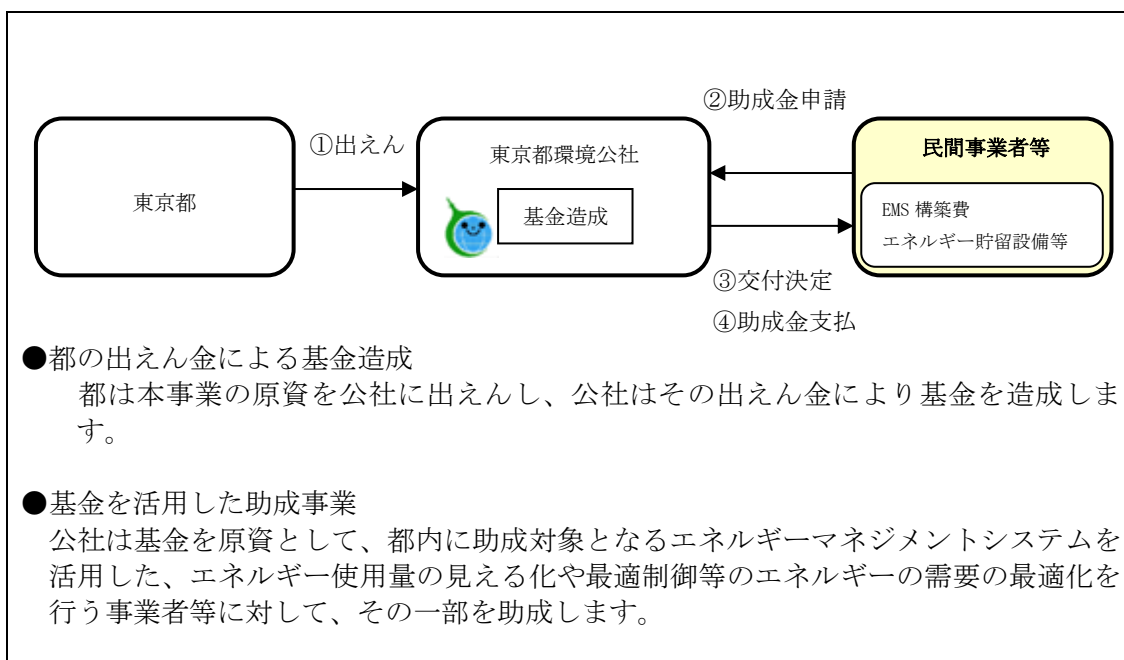 ②助成金申請
①出えん
東京都
東京都環境公社
基金造成
民間事業者等
EMS 構築費
エネルギー貯留設備等
③交付決定
④助成金支払
●都の出えん金による基金造成
都は本事業の原資を公社に出えんし、公社はその出えん金により基金を造成しま
す。
●基金を活用した助成事業
公社は基金を原資として、都内に助成対象となるエネルギーマネジメントシステムを
活用した、エネルギー使用量の見える化や最適制御等のエネルギーの需要の最適化を
行う事業者等に対して、その一部を助成します。